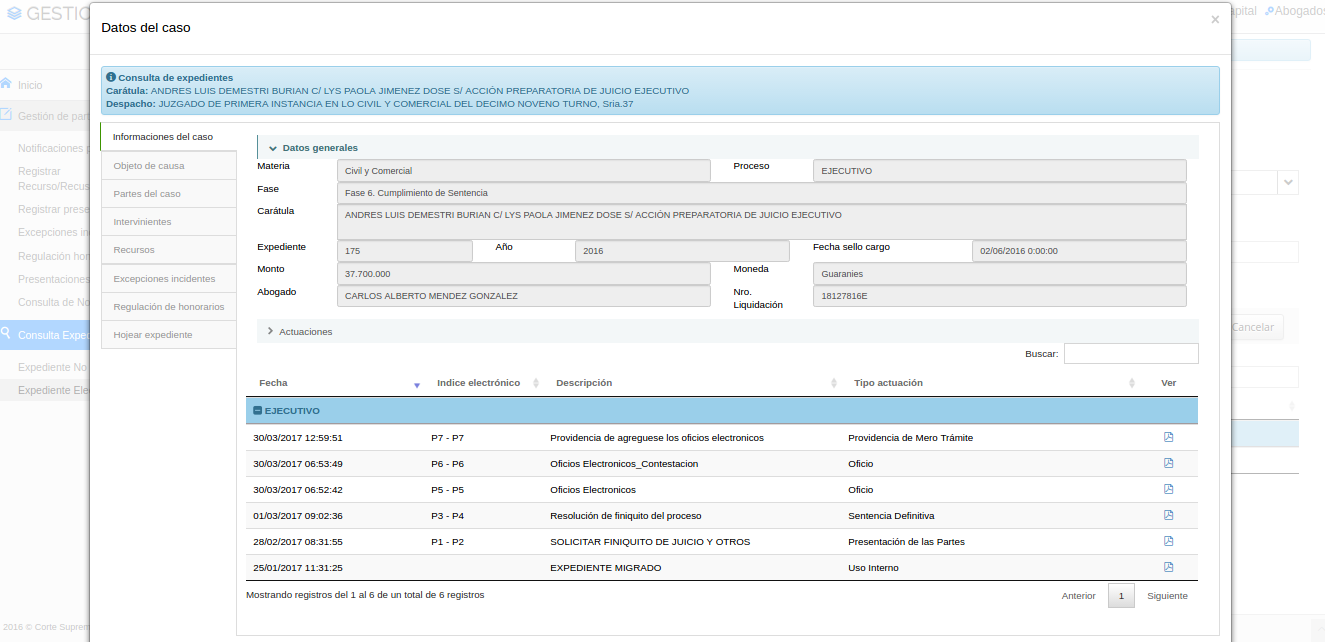 GESTIO
Datos del caso
×
apital Abogados
Inicio
Gestión de part
Notificaciones p
Registrar
Recurso/Recus
Registrar prese
Excepciones in
Regulación hon
Presentaciones
Consulta de No
Consulta Exped
Expediente No
Expediente Ele
2016 © Corte Suprem
Consulta de expedientes
Carátula: ANDRES LUIS DEMESTRI BURIAN C/ LYS PAOLA JIMENEZ DOSE S/ ACCIÓN PREPARATORIA DE JUICIO EJECUTIVO
Despacho: JUZGADO DE PRIMERA INSTANCIA EN LO CIVIL Y COMERCIAL DEL DECIMO NOVENO TURNO, Sria.37
Informaciones del caso
Objeto de causa
Partes del caso
Intervinientes
Recursos
Excepciones incidentes
Regulación de honorarios
Hojear expediente
Datos generales
Materia Civil y Comercial Proceso EJECUTIVO
Fase Fase 6. Cumplimiento de Sentencia
Carátula ANDRES LUIS DEMESTRI BURIAN C/ LYS PAOLA JIMENEZ DOSE S/ ACCIÓN PREPARATORIA DE JUICIO EJECUTIVO
Expediente 175 Año 2016 Fecha sello cargo 02/06/2016 0:00:00
Monto 37.700.000 Moneda Guaranies
Abogado CARLOS ALBERTO MENDEZ GONZALEZ Nro. Liquidación 18127816E
Cancelar
Actuaciones
Buscar:
Fecha Indice electrónico Descripción Tipo actuación Ver
EJECUTIVO
30/03/2017 12:59:51 P7 - P7 Providencia de agreguese los oficios electronicos Providencia de Mero Trámite
30/03/2017 06:53:49 P6 - P6 Oficios Electronicos_Contestacion Oficio
30/03/2017 06:52:42 P5 - P5 Oficios Electronicos Oficio
01/03/2017 09:02:36 P3 - P4 Resolución de finiquito del proceso Sentencia Definitiva
28/02/2017 08:31:55 P1 - P2 SOLICITAR FINIQUITO DE JUICIO Y OTROS Presentación de las Partes
25/01/2017 11:31:25 EXPEDIENTE MIGRADO Uso Interno
Mostrando registros del 1 al 6 de un total de 6 registros
Anterior 1 Siguiente